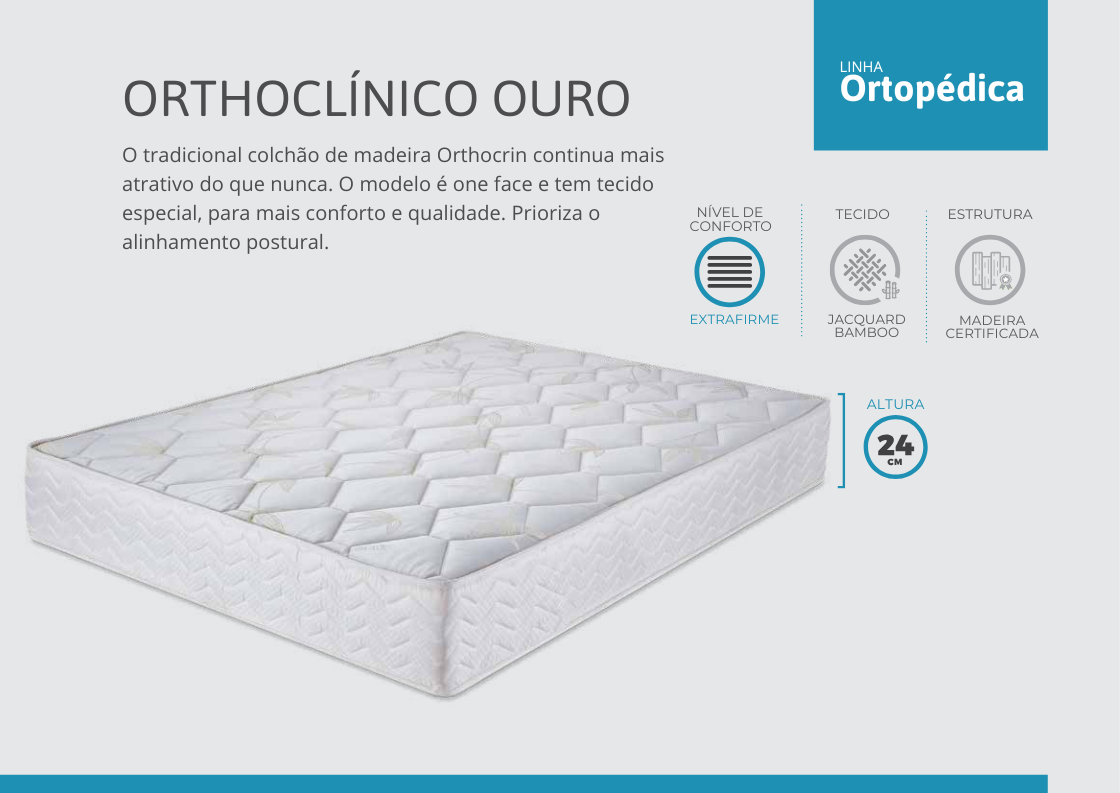 LINHA
Ortopédica
ORTHOCLÍNICO OURO
O tradicional colchão de madeira Orthocrin continua mais
atrativo do que nunca. O modelo é one face e tem tecido
especial, para mais conforto e qualidade. Prioriza o
alinhamento postural.
NÍVEL DE
CONFORTO
EXTRAFIRME
TECIDO
JACQUARD
BAMBOO
ESTRUTURA
MADEIRA
CERTIFICADA
ALTURA
24
CM